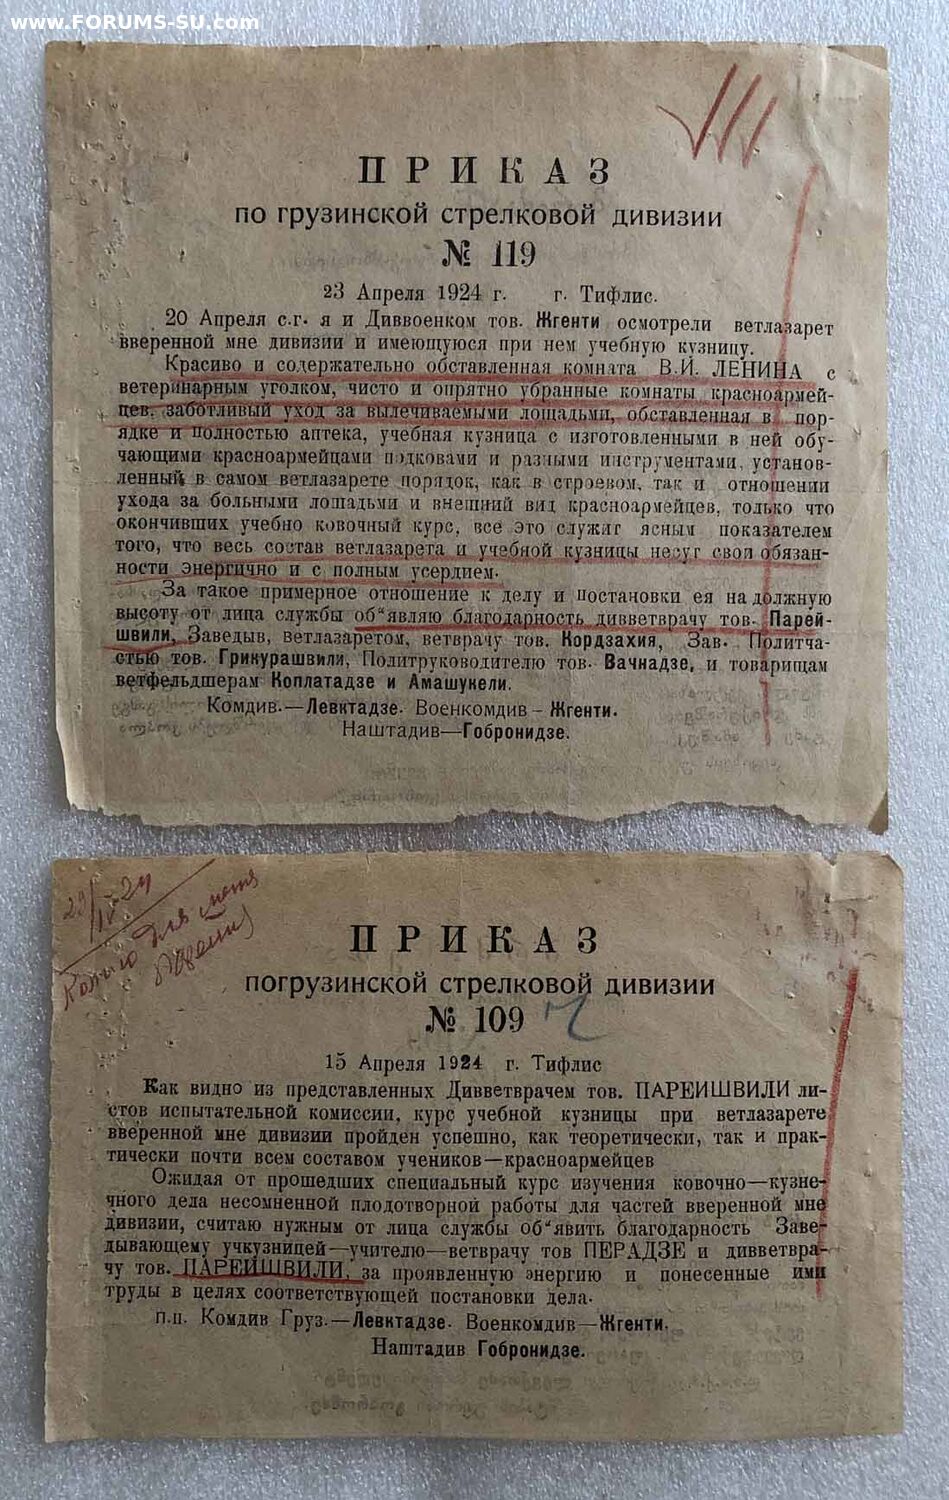 www.FORUMS-SU.com
ПРИКАЗ
по грузинской стрелковой дивизии
№ 119
23 Апреля 1924 г. г. Тифлис.
20 Апреля с.г. я и Диввоенком тов. Жгенти осмотрели ветлазарет
вверенной мне дивизии и имеющуюся при нем учебную кузницу.
Красиво и содержательно обставленная комната В.И. ЛЕНИНА с
ветеринарным уголком, чисто и опрятно убранные комнаты красноармей-
цев, заботливый уход за вылечиваемыми лошадьми, обставленная в пор-
ядке и полностью аптека, учебная кузница с изготовленными в ней обу-
чающими красноармейцами подковами и разными инструментами, установ-
ленный в самом ветлазарете порядок, как в строевом, так и отношении
ухода за больными лошадьми и внешний вид красноармейцев, только что
окончивших учебно ковочный курс, все это служит ясным показателем
того, что весь состав ветлазарета и учебной кузницы несут свои обязан-
ности энергично и с полным усердием.
За такое примерное отношение к делу и постановки ея на должную
высоту от лица службы об“являю благодарность дивветврачу тов. Парей-
швили, Заведыв, ветлазаретом, ветврачу тов. Кордзахия, Зав. Политча-
стью тов. Грикурашвили, Политруководителю тов. Вачнадзе, и товарищам
ветфельдшерам Коплатадзе и Амашукели.
Комдив.—Левктадзе. Военкомдив – Жгенти.
Наштадив—Гобронидзе.
29/IV-24
Копию для меня
ПРИКАЗ
погрузинской стрелковой дивизии
№ 109
15 Апреля 1924 г. Тифлис
Как видно из представленных Дивветврачем тов. ПАРЕИШВИЛИ ли-
стов испытательной комиссии, курс учебной кузницы при ветлазарете
вверенной мне дивизии пройден успешно, как теоретически, так и прак-
тически почти всем составом учеников—красноармейцев
Ожидая от прошедших специальный курс изучения ковочно—кузне-
чного дела несомненной плодотворной работы для частей вверенной мне
дивизии, считаю нужным от лица службы об“явить благодарность Заве-
дывающему учкузницей—учителю—ветврачу тов ПЕРАДЗЕ и дивветвра-
чу тов. ПАРЕИШВИЛИ, за проявленную энергию и понесенные ими
труды в целях соответствующей постановки дела.
п.п. Комдив Груз.—Левктадзе. Военкомдив—Жгенти.
Наштадив Гобронидзе.